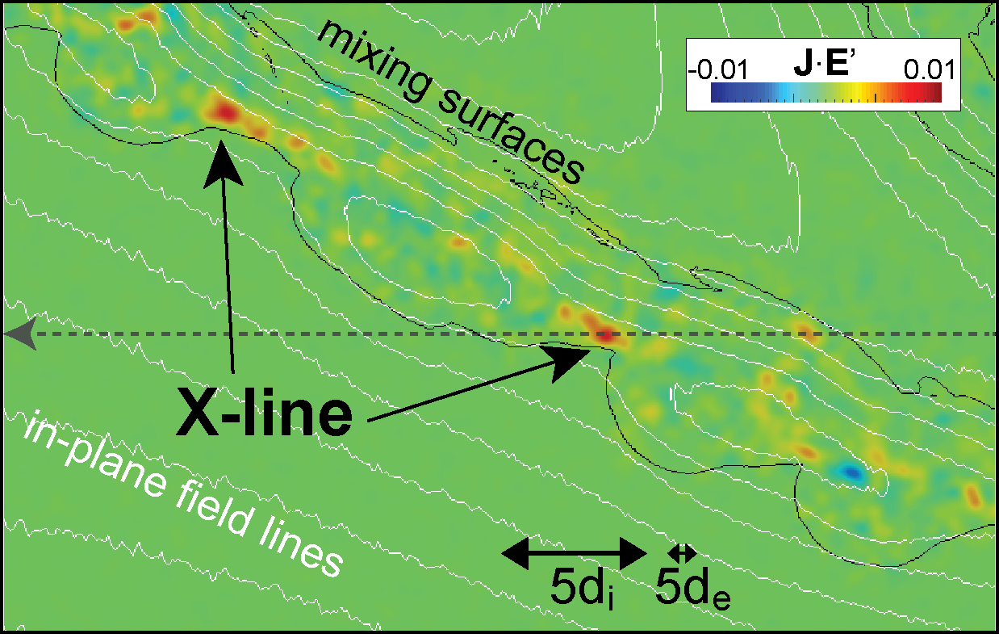 mixing surfaces
J·E’
-0.01 0.01
X-line
in-plane field lines
5di
5de